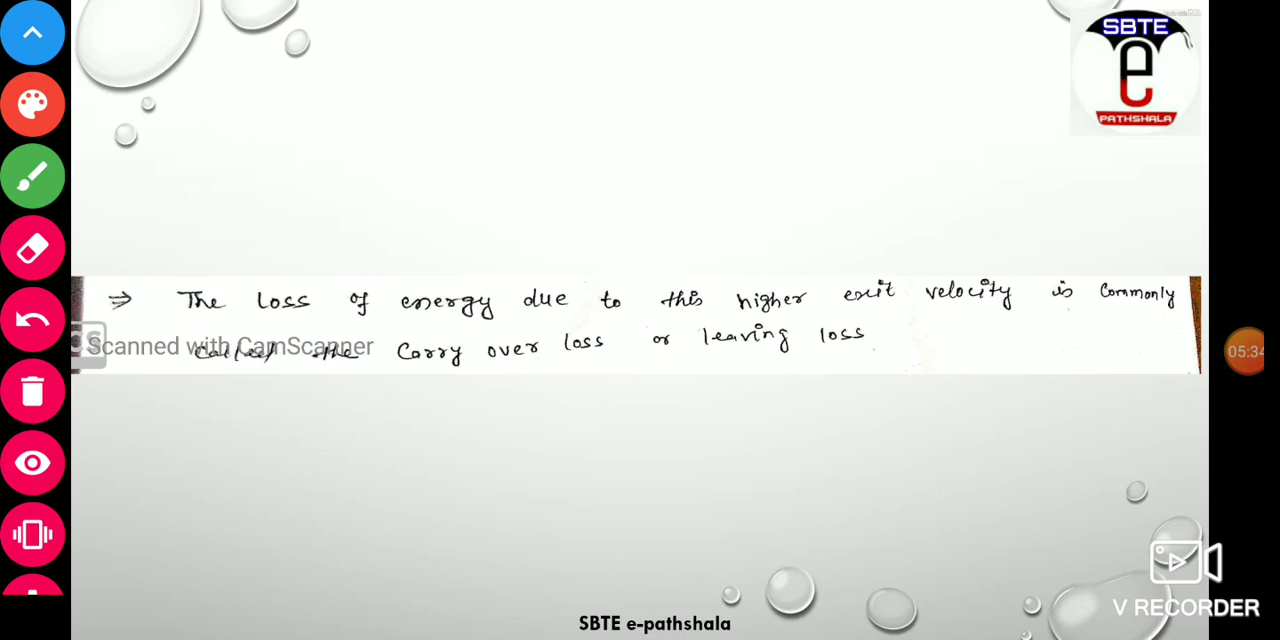 SBTE
e
PATHSHALA
⇒ The loss of energy due to this higher exit velocity is commonly
Scanned with CamScanner
called the Carry over loss or leaving loss
05:34
V RECORDER
SBTE e-pathshala